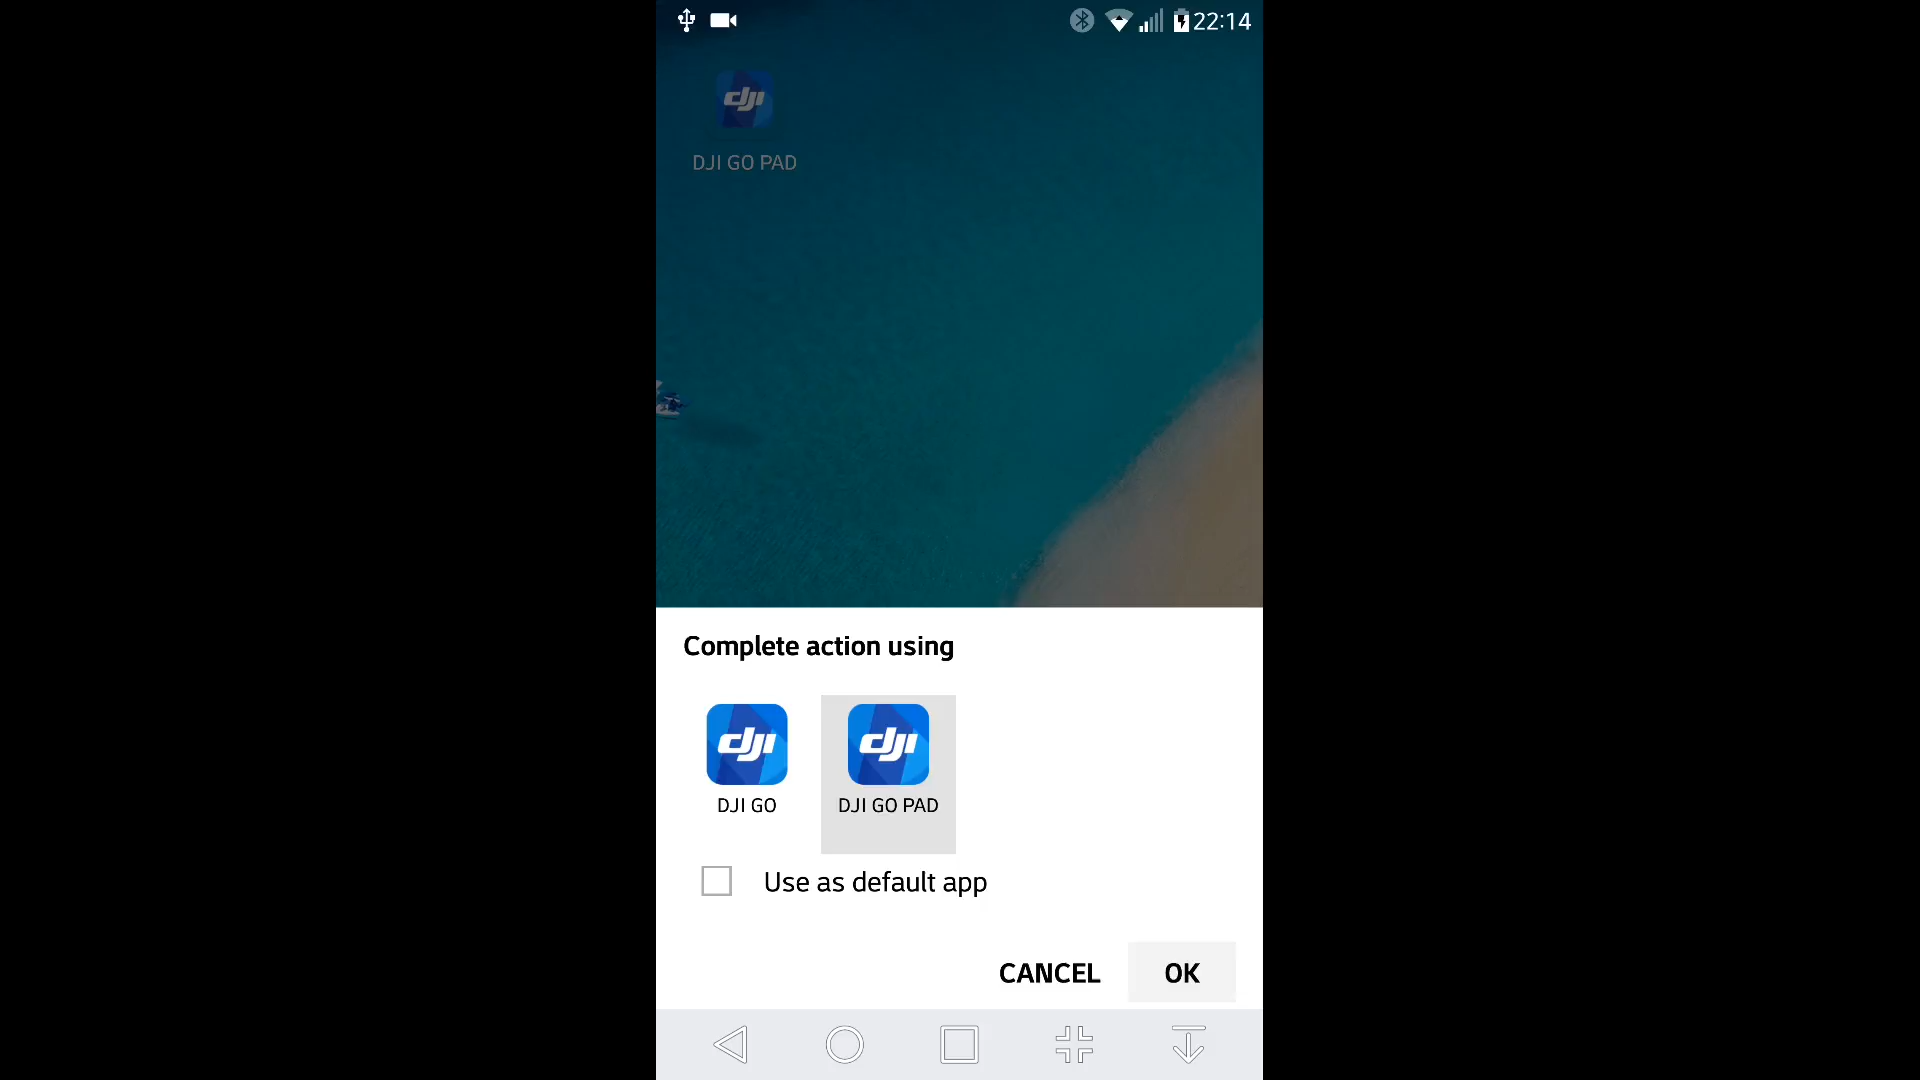 22:14
dji
DJI GO PAD
Complete action using
dji
dji
DJI GO
DJI GO PAD
Use as default app
CANCEL
OK